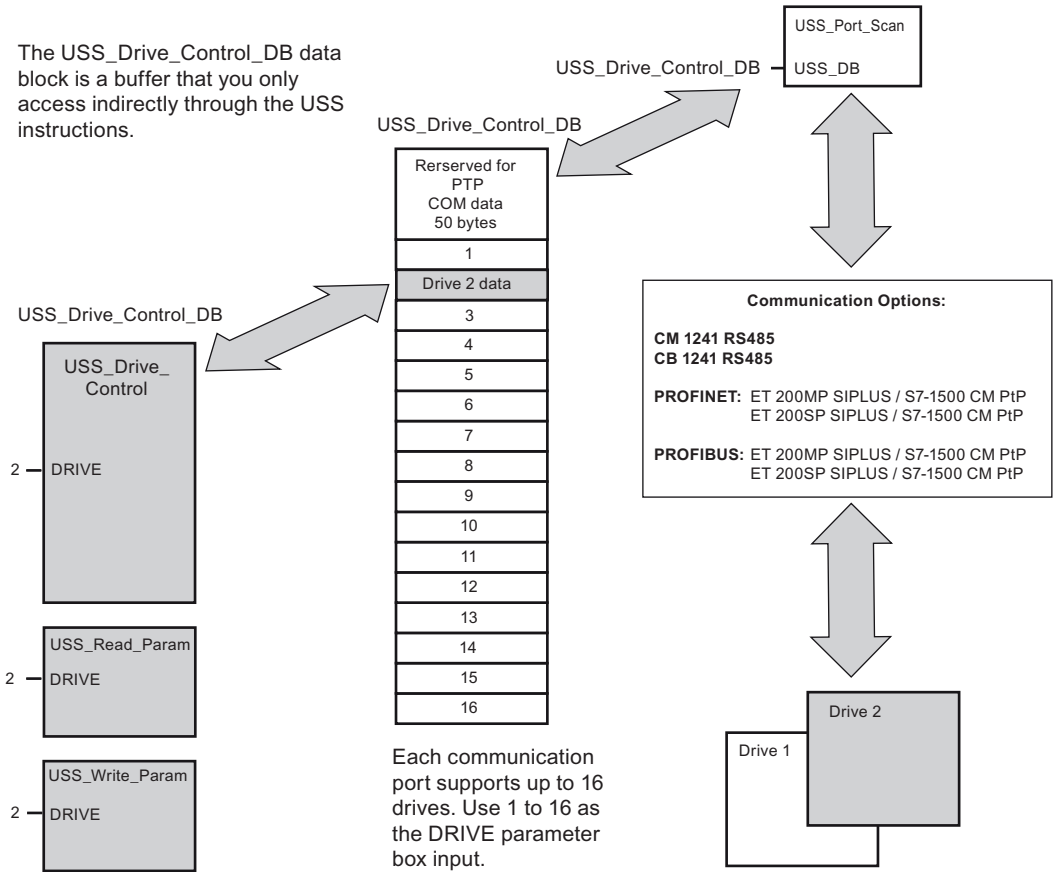 The USS_Drive_Control_DB data
block is a buffer that you only
access indirectly through the USS
instructions.
USS_Drive_Control_DB
USS_Drive_
Control
2
DRIVE
USS_Read_Param
2
DRIVE
USS_Write_Param
2
DRIVE
USS_Drive_Control_DB
Rerserved for
PTP
COM data
50 bytes
1
Drive 2 data
3
4
5
6
7
8
9
10
11
12
13
14
15
16
Each communication
port supports up to 16
drives. Use 1 to 16 as
the DRIVE parameter
box input.
USS_Port_Scan
USS_Drive_Control_DB
USS_DB
Communication Options:
CM 1241 RS485
CB 1241 RS485
PROFINET: ET 200MP SIPLUS / S7-1500 CM PtP
ET 200SP SIPLUS / S7-1500 CM PtP
PROFIBUS: ET 200MP SIPLUS / S7-1500 CM PtP
ET 200SP SIPLUS / S7-1500 CM PtP
Drive 2
Drive 1